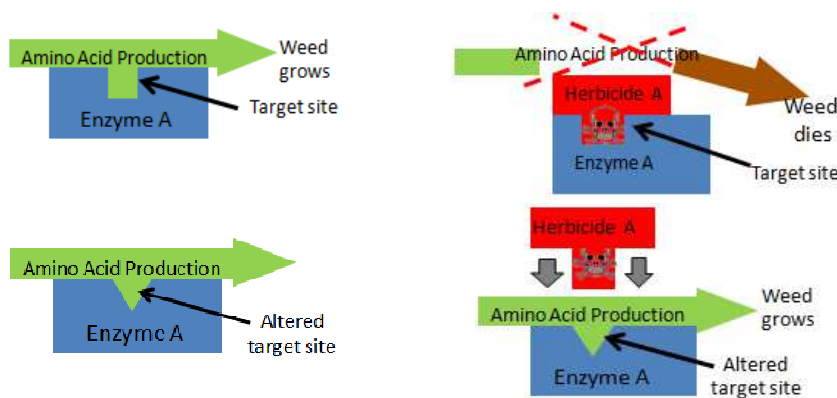 Amino Acid Production
Weed
grows
Target site
Enzyme A
Amino Acid Production
Herbicide A
Weed
dies
Enzyme A
Target site
Amino Acid Production
Enzyme A
Altered
target site
Herbicide A
Amino Acid Production
Weed
grows
Enzyme A
Altered
target site